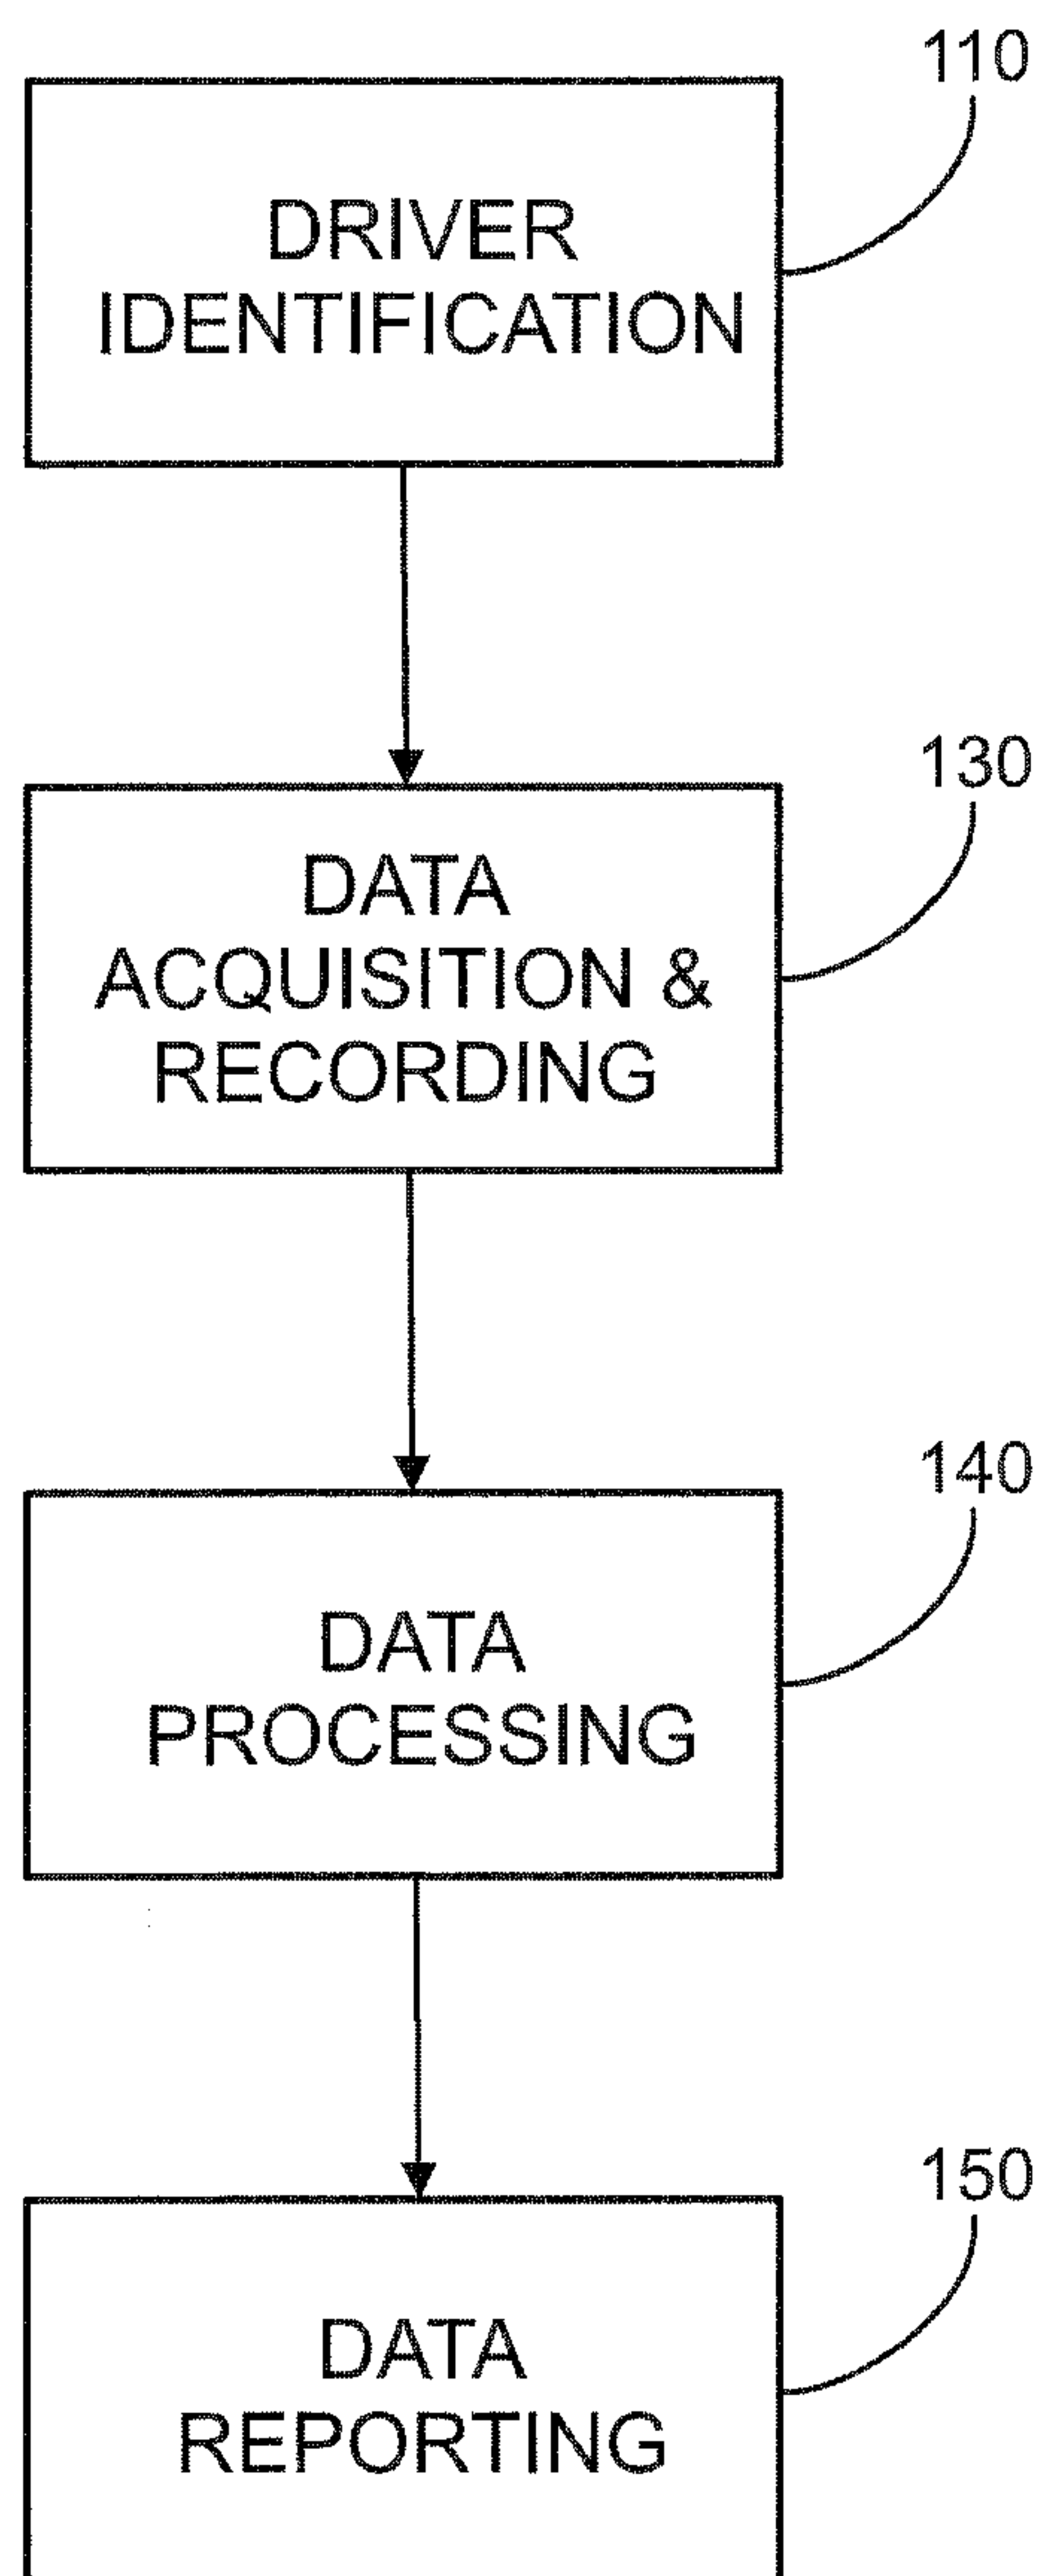 110
DRIVER
IDENTIFICATION
130
DATA
ACQUISITION &
RECORDING
140
DATA
PROCESSING
150
DATA
REPORTING